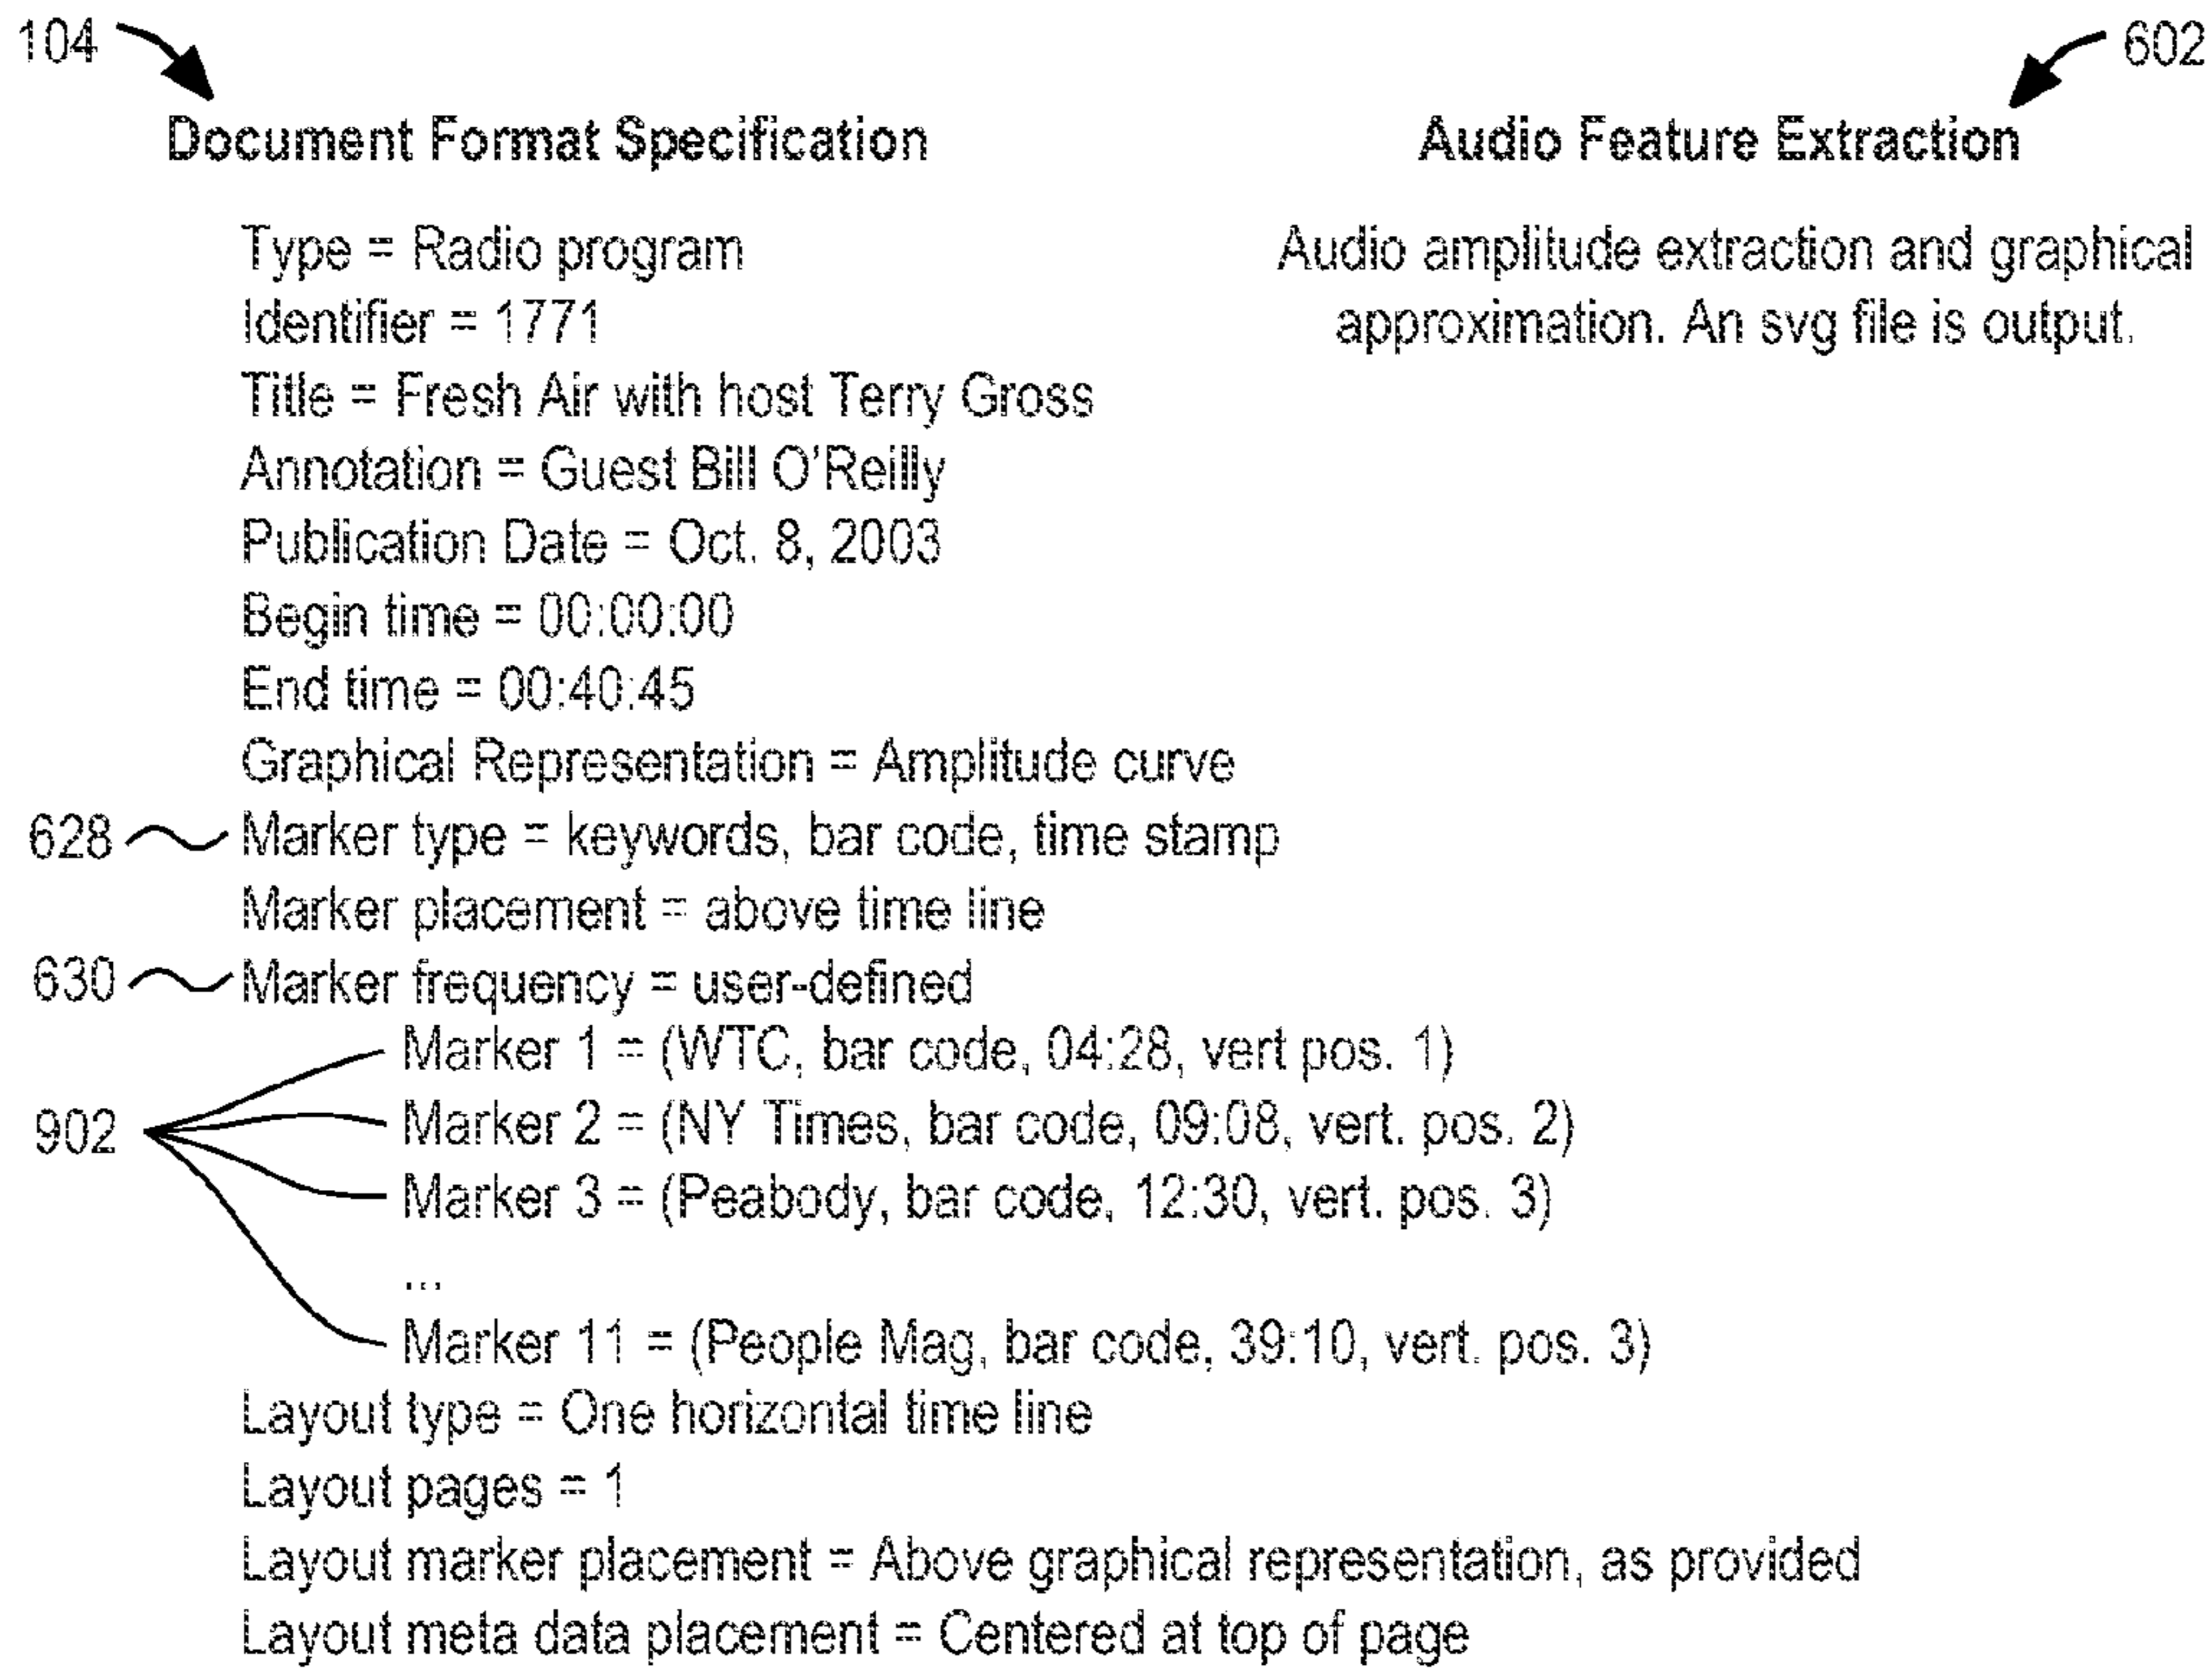 104
602
Document Format Specification
Audio Feature Extraction
Type = Radio program
Audio amplitude extraction and graphical
Identifier = 1771
approximation. An svg file is output.
Title = Fresh Air with host Terry Gross
Annotation = Guest Bill O'Reilly
Publication Date = Oct. 8, 2003
Begin time = 00:00:00
End time = 00:40:45
Graphical Representation = Amplitude curve
628 Marker type = keywords, bar code, time stamp
Marker placement = above time line
630 Marker frequency = user-defined
Marker 1 = (WTC, bar code, 04:28, vert pos. 1)
902 Marker 2 = (NY Times, bar code, 09:08, vert. pos. 2)
Marker 3 = (Peabody, bar code, 12:30, vert. pos. 3)
...
Marker 11 = (People Mag, bar code, 39:10, vert. pos. 3)
Layout type = One horizontal time line
Layout pages = 1
Layout marker placement = Above graphical representation, as provided
Layout meta data placement = Centered at top of page